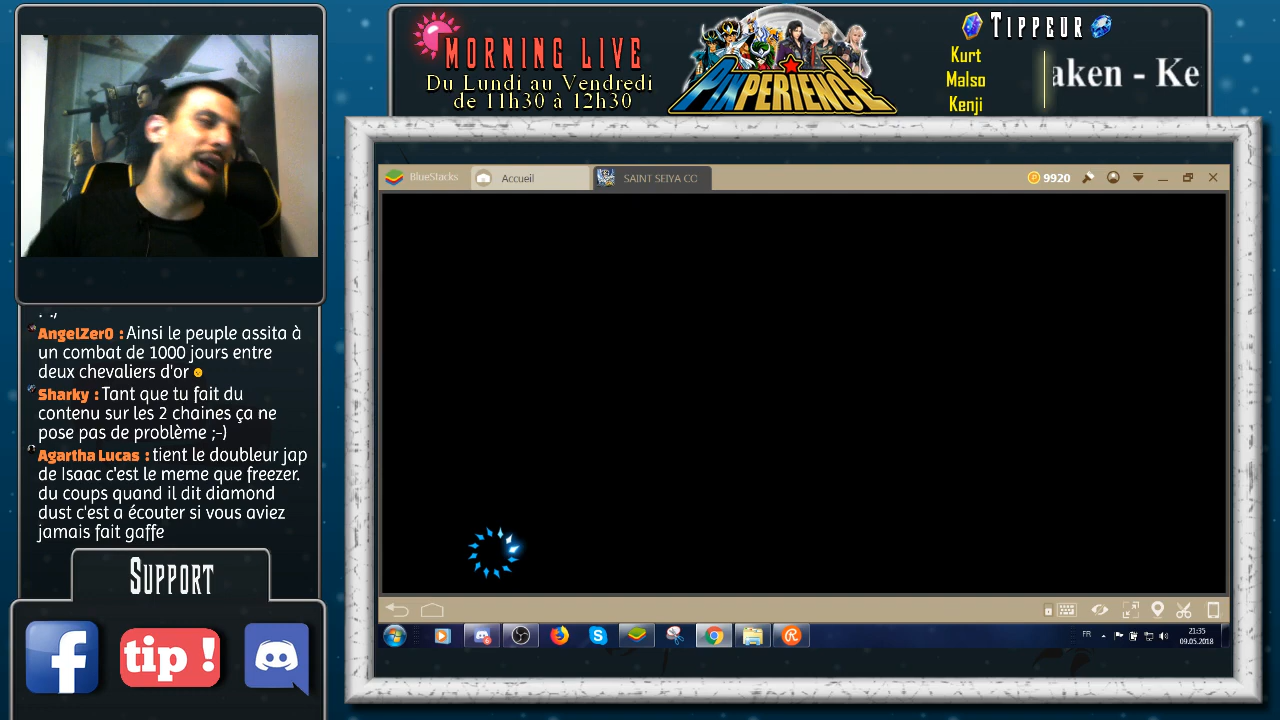 MORNING LIVE
Du Lundi au Vendredi
de 11h30 à 12h30
PIXPERIENCE
TIPPEUR
Kurt
Malso
Kenji
aken - Ke
BlueStacks
Accueil
SAINT SEIYA CO
9920
AngelZer0 : Ainsi le peuple assita à
un combat de 1000 jours entre
deux chevaliers d'or
Sharky : Tant que tu fait du
contenu sur les 2 chaines ça ne
pose pas de problème ;-)
Agartha Lucas : tient le doubleur jap
de Isaac c'est le meme que freezer.
du coups quand il dit diamond
dust c'est a écouter si vous aviez
jamais fait gaffe
SUPPORT
tip !
FR
21:35
09.05.2018